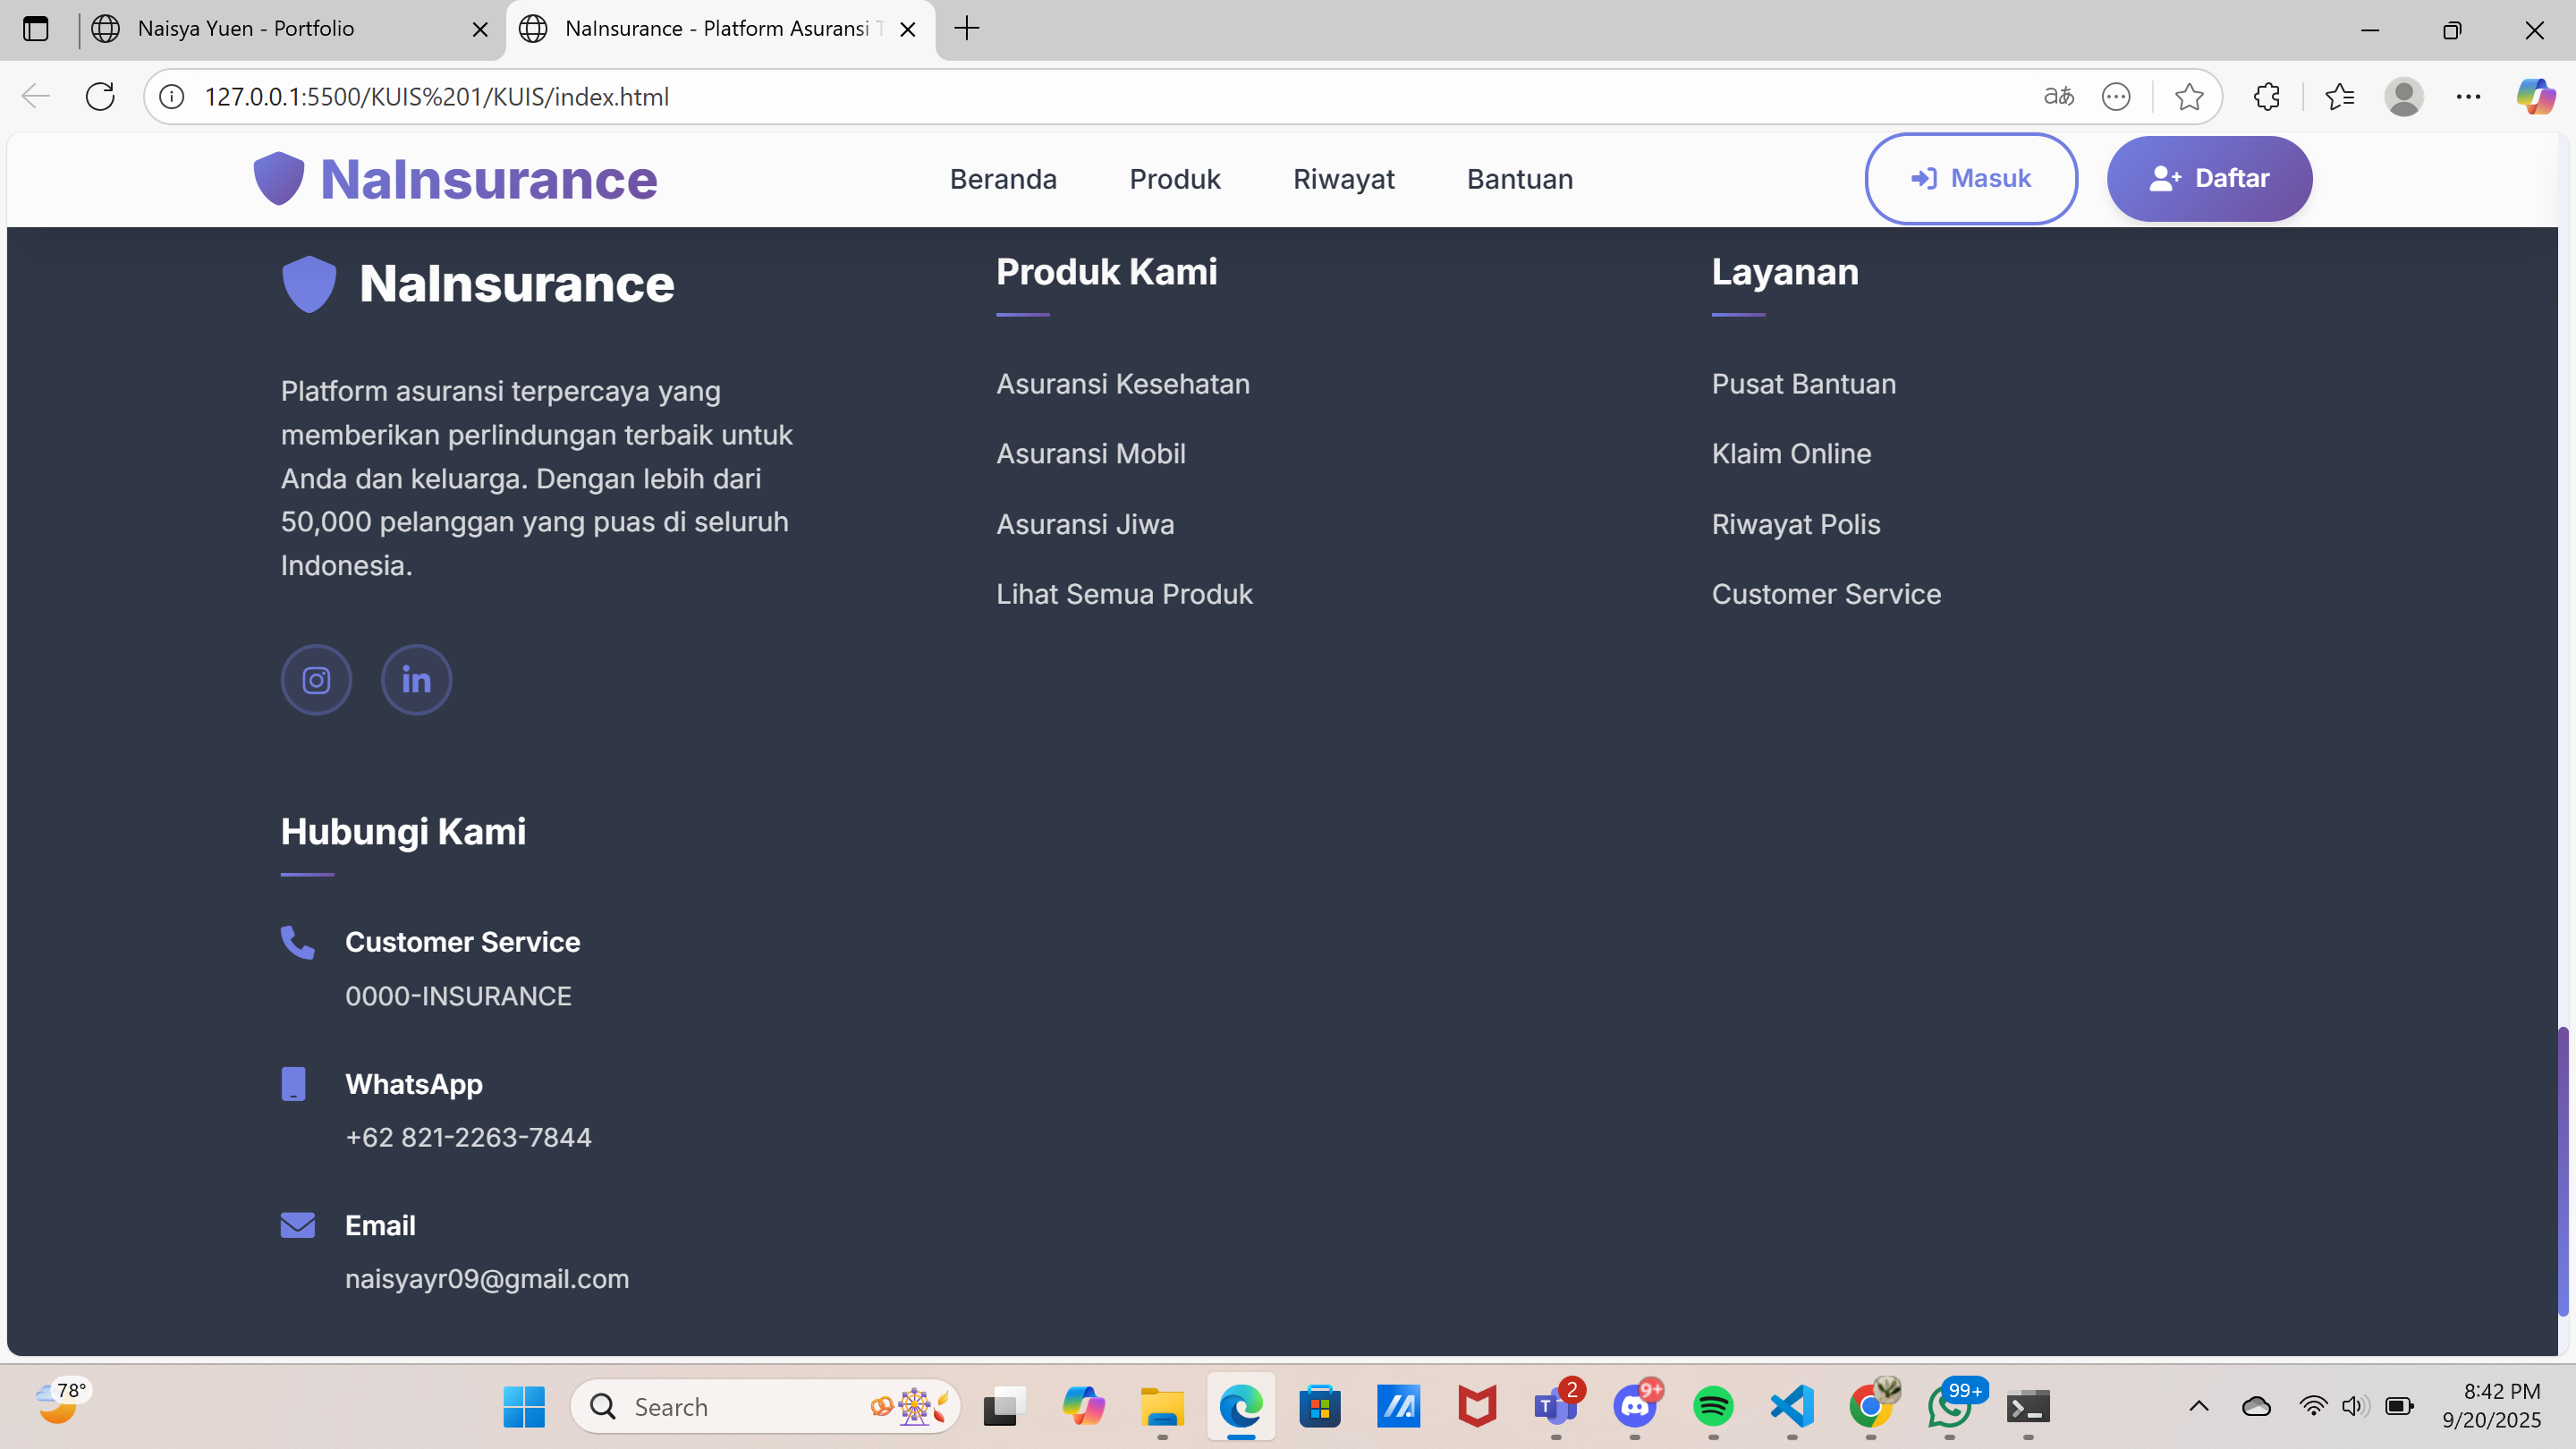 Naisya Yuen - Portfolio
NaInsurance - Platform Asuransi
127.0.0.1:5500/KUIS%201/KUIS/index.html
aあ
NaInsurance
Beranda
Produk
Riwayat
Bantuan
Masuk
Daftar
NaInsurance
Platform asuransi terpercaya yang
memberikan perlindungan terbaik untuk
Anda dan keluarga. Dengan lebih dari
50,000 pelanggan yang puas di seluruh
Indonesia.
in
Produk Kami
Asuransi Kesehatan
Asuransi Mobil
Asuransi Jiwa
Lihat Semua Produk
Layanan
Pusat Bantuan
Klaim Online
Riwayat Polis
Customer Service
Hubungi Kami
Customer Service
0000-INSURANCE
WhatsApp
+62 821-2263-7844
Email
naisyayr09@gmail.com
78°
Search
T
2
9+
99+
8:42 PM
9/20/2025